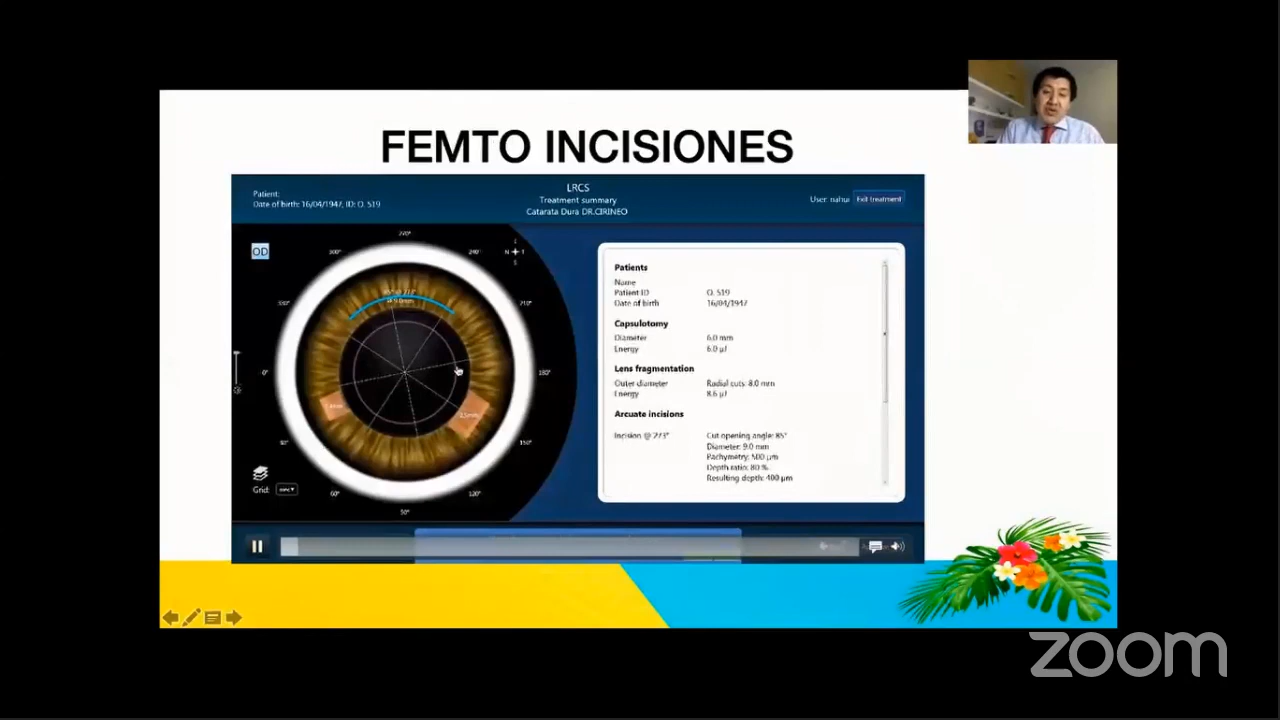 FEMTO INCISIONES
Patient:
Date of birth: 16/04/1947, ID: O. 519
LRCS
Treatment summary
Catarata Dura DR.CIRINEO
User: nahui
Exit treatment
OD
270°
300°
240°
210°
180°
150°
120°
60°
Grid:
Patients
Name
Patient ID O. 519
Date of birth 16/04/1947
Capsulotomy
Diameter 6.0 mm
Energy 6.0 µJ
Lens fragmentation
Outer diameter Radial cuts: 8.0 mm
Energy 8.6 µJ
Arcuate incisions
Incision @ 273° Cut opening angle: 85°
Diameter: 9.0 mm
Pachymetry: 500 µm
Depth ratio: 80 %
Resulting depth: 400 µm
zoom